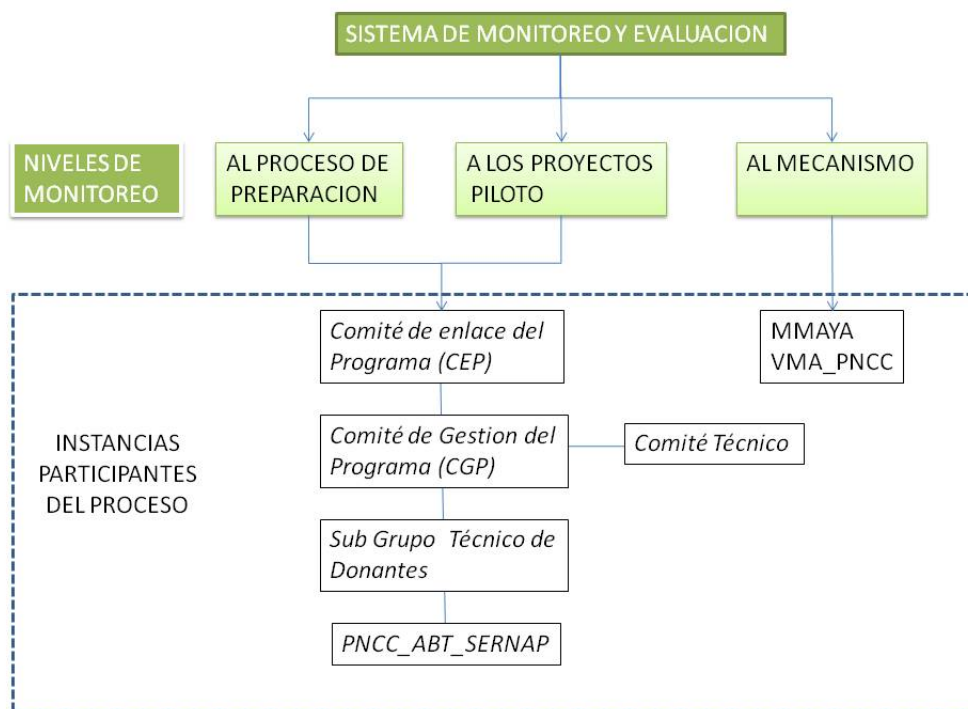 SISTEMA DE MONITOREO Y EVALUACION
NIVELES DE
MONITOREO
AL PROCESO DE
PREPARACION
A LOS PROYECTOS
PILOTO
AL MECANISMO
Comité de enlace del
Programa (CEP)
MMAYA
VMA_PNCC
INSTANCIAS
PARTICIPANTES
DEL PROCESO
Comité de Gestion del
Programa (CGP)
Comité Técnico
Sub Grupo Técnico de
Donantes
PNCC_ABT_SERNAP